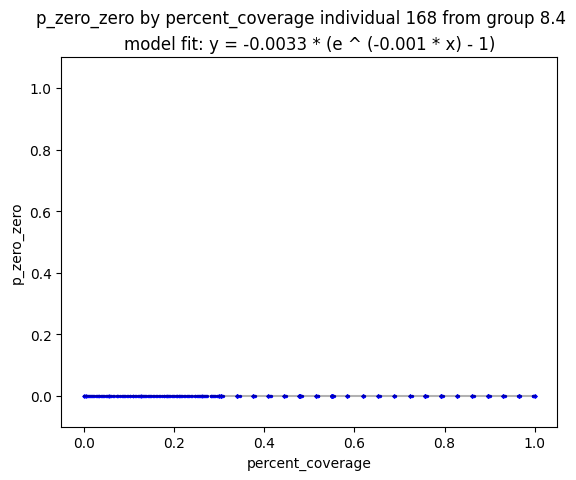 p_zero_zero by percent_coverage individual 168 from group 8.4
model fit: y = -0.0033 * (e ^ (-0.001 * x) - 1)
1.0
0.8
0.6
0.4
0.2
0.0
p_zero_zero
0.0 0.2 0.4 0.6 0.8 1.0
percent_coverage